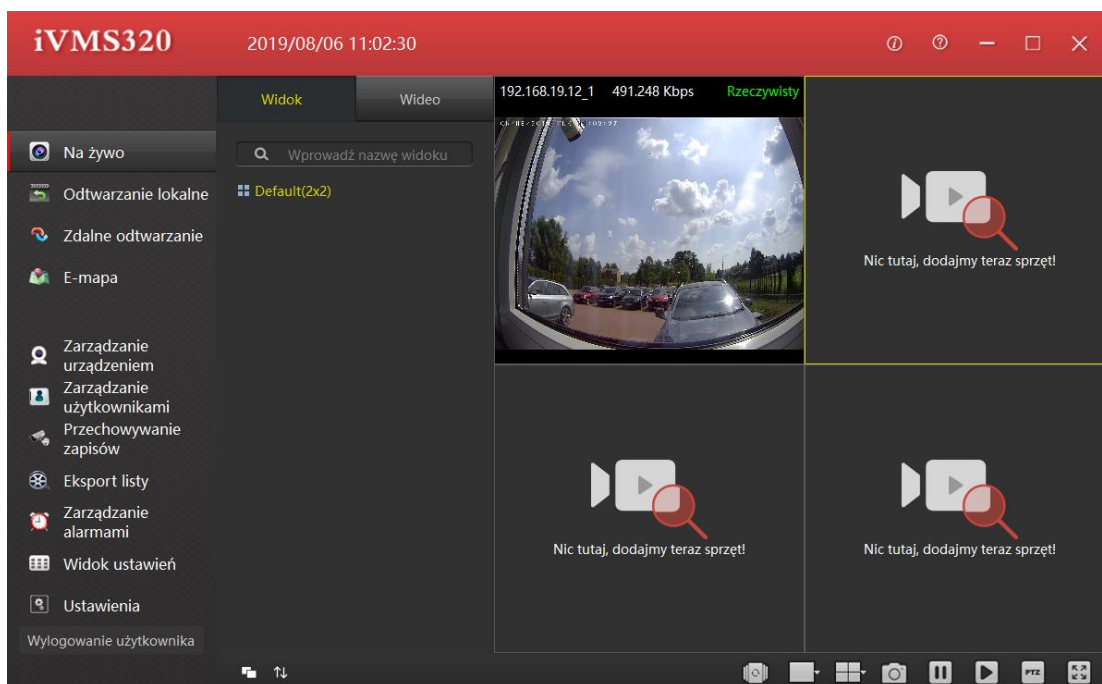 iVMS320
2019/08/06 11:02:30
Na żywo
Odtwarzanie lokalne
Zdalne odtwarzanie
E-mapa
Zarządzanie
urządzeniem
Zarządzanie
użytkownikami
Przechowywanie
zapisów
Eksport listy
Zarządzanie
alarmami
Widok ustawień
Ustawienia
Wylogowanie użytkownika
Widok Wideo
Wprowadź nazwę widoku
Default(2x2)
192.168.19.12_1 491.248 Kbps Rzeczywisty
Nic tutaj, dodajmy teraz sprzęt!
Nic tutaj, dodajmy teraz sprzęt!
Nic tutaj, dodajmy teraz sprzęt!
PTZ